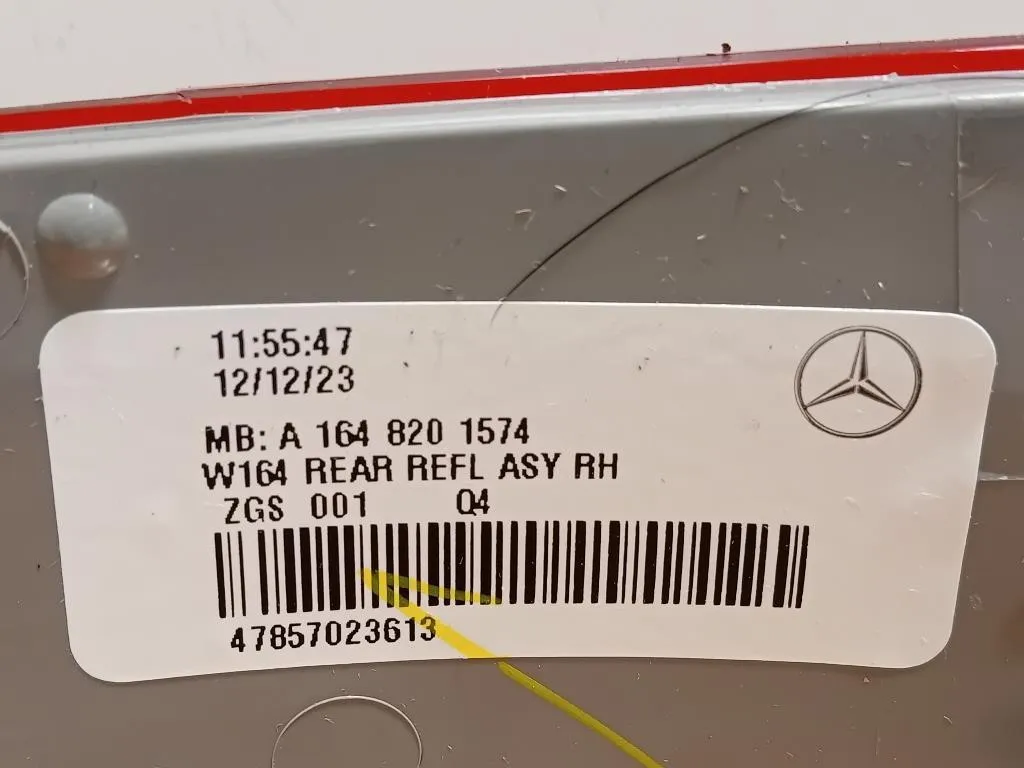 11:55:47
12/12/23
MB: A 164 820 1574
W164 REAR REFL ASY RH
ZGS 001 Q4
47857023613